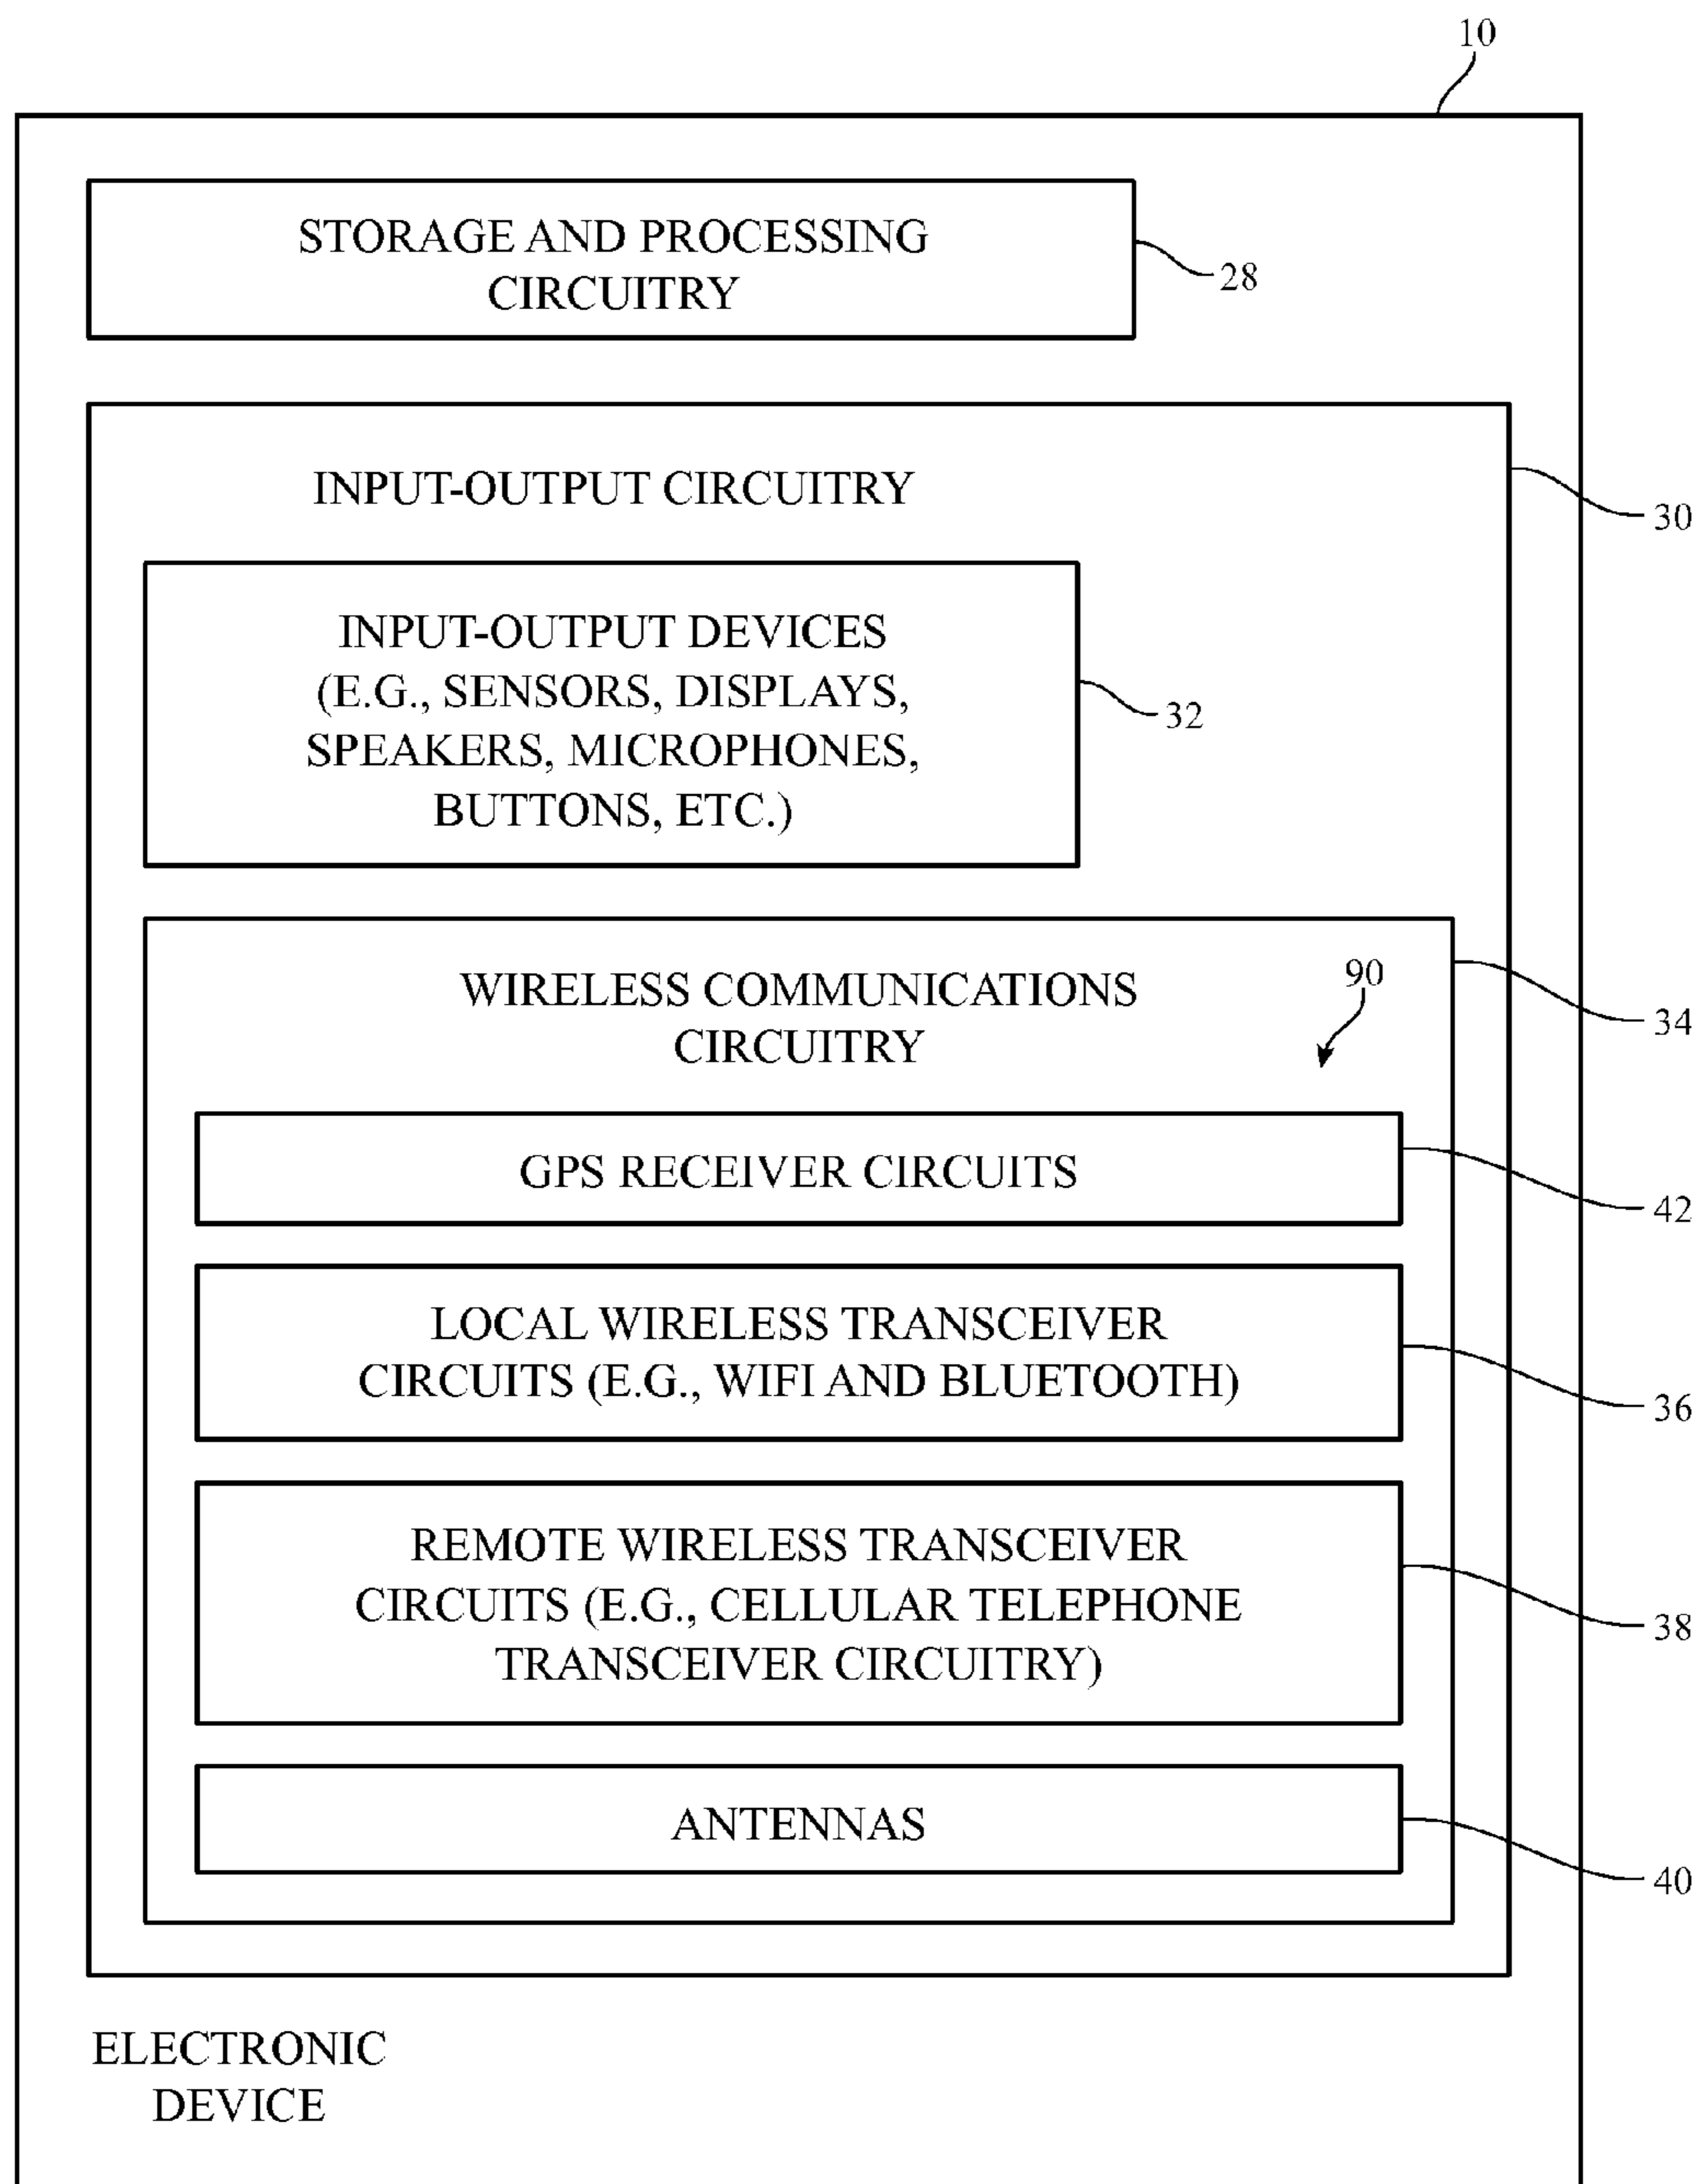 10
STORAGE AND PROCESSING
CIRCUITRY
28
INPUT-OUTPUT CIRCUITRY
30
INPUT-OUTPUT DEVICES
(E.G., SENSORS, DISPLAYS,
SPEAKERS, MICROPHONES,
BUTTONS, ETC.)
32
WIRELESS COMMUNICATIONS
CIRCUITRY
90
34
GPS RECEIVER CIRCUITS
42
LOCAL WIRELESS TRANSCEIVER
CIRCUITS (E.G., WIFI AND BLUETOOTH)
36
REMOTE WIRELESS TRANSCEIVER
CIRCUITS (E.G., CELLULAR TELEPHONE
TRANSCEIVER CIRCUITRY)
38
ANTENNAS
40
ELECTRONIC
DEVICE